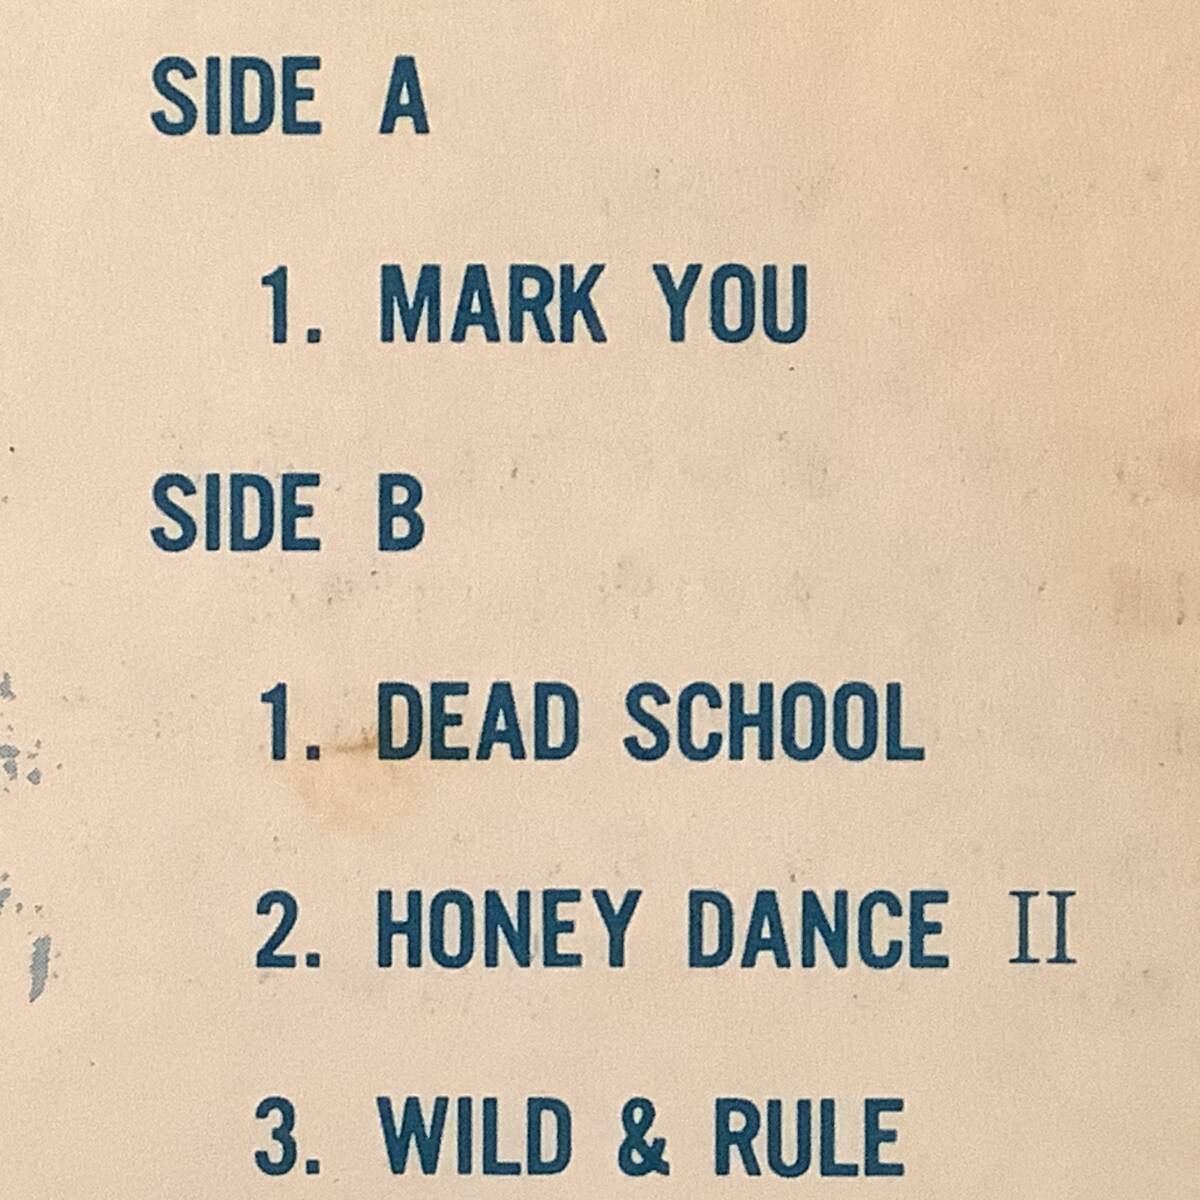 SIDE A
1. MARK YOU
SIDE B
1. DEAD SCHOOL
2. HONEY DANCE II
3. WILD & RULE